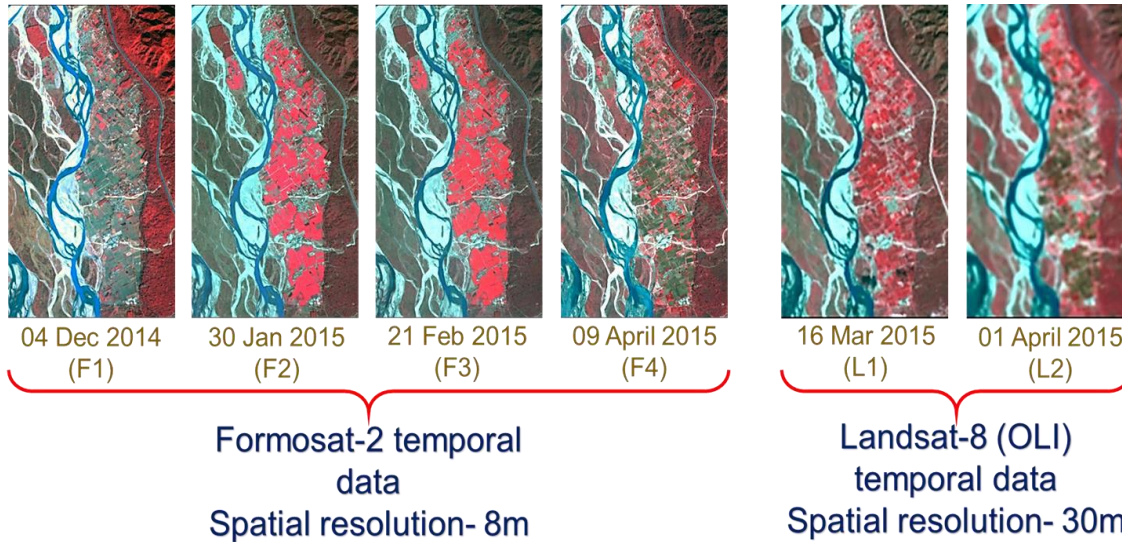 04 Dec 2014
(F1)
30 Jan 2015
(F2)
21 Feb 2015
(F3)
09 April 2015
(F4)
16 Mar 2015
(L1)
01 April 2015
(L2)
Formosat-2 temporal
data
Spatial resolution- 8m
Landsat-8 (OLI)
temporal data
Spatial resolution- 30m